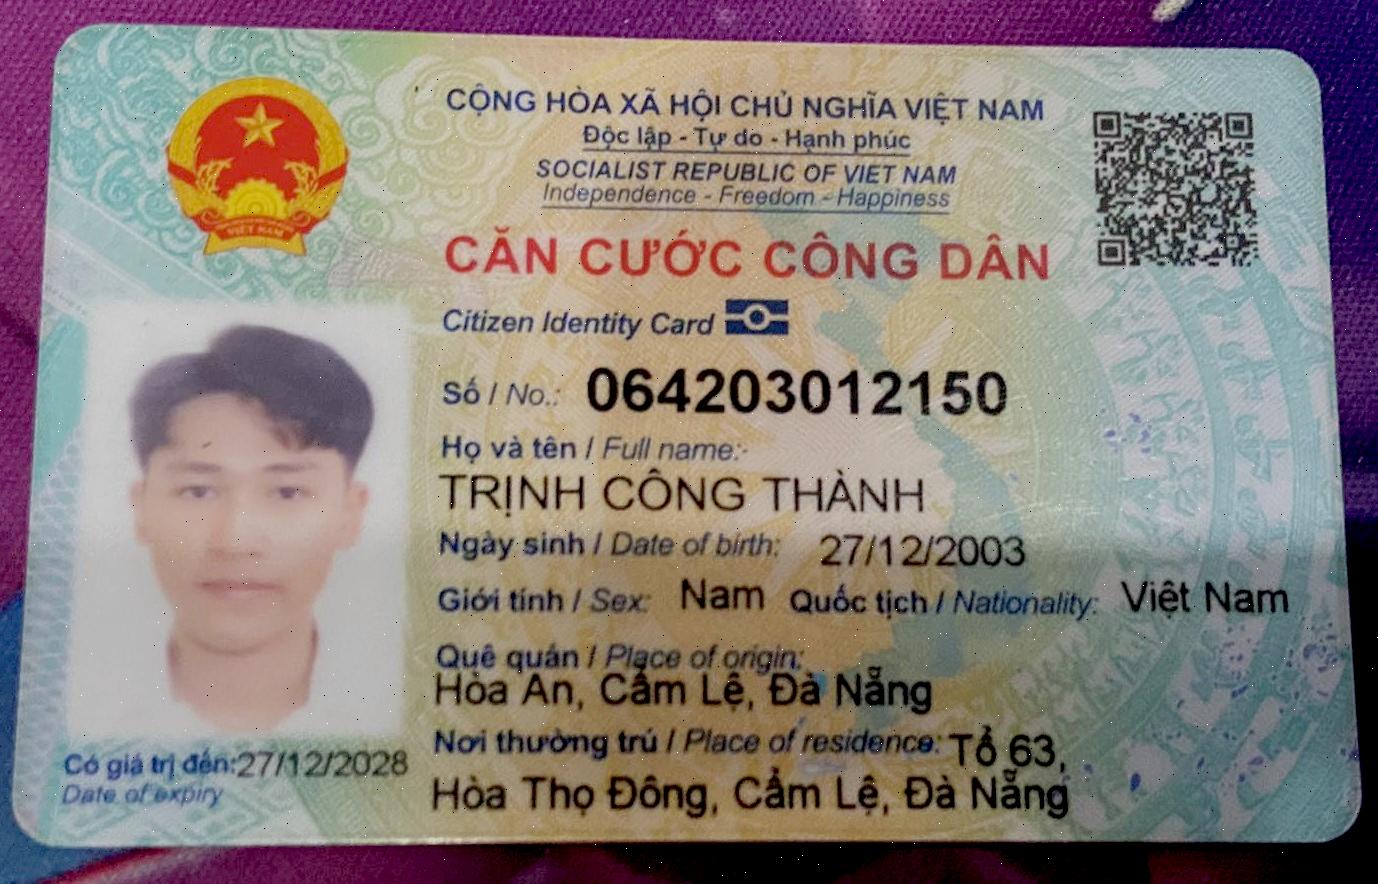 CỘNG HÒA XÃ HỘI CHỦ NGHĨA VIỆT NAM
Độc lập - Tự do - Hạnh phúc
SOCIALIST REPUBLIC OF VIET NAM
Independence - Freedom - Happiness
CĂN CƯỚC CÔNG DÂN
Citizen Identity Card
Số / No.: 064203012150
Họ và tên / Full name:
TRỊNH CÔNG THÀNH
Ngày sinh / Date of birth: 27/12/2003
Giới tính / Sex: Nam Quốc tịch / Nationality: Việt Nam
Quê quán / Place of origin:
Hòa An, Cẩm Lệ, Đà Nẵng
Nơi thường trú / Place of residence: Tổ 63,
Hòa Thọ Đông, Cẩm Lệ, Đà Nẵng
Có giá trị đến: 27/12/2028
Date of expiry
VIỆT NAM